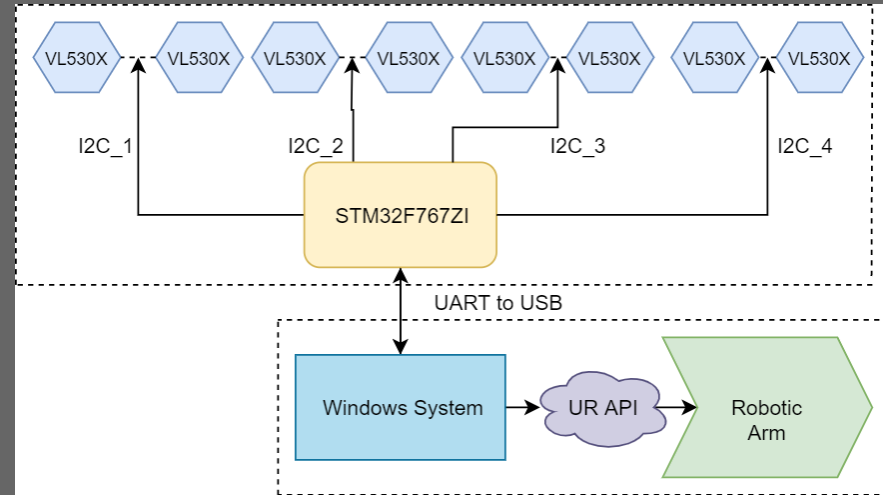 VL530X VL530X VL530X VL530X VL530X VL530X VL530X VL530X
I2C_1 I2C_2 I2C_3 I2C_4
STM32F767ZI
UART to USB
Windows System UR API Robotic
Arm